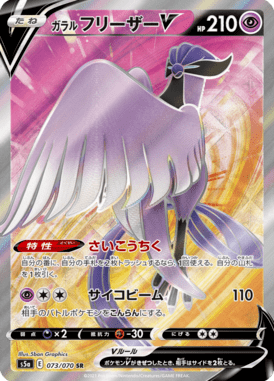 たね
ガラル フリーザーV HP 210
特性 さいこうちく
自分の番に、自分の手札を2枚トラッシュするなら、1回使える。自分の山札
を1枚引く。
サイコビーム 110
相手のバトルポケモンをこんらんにする。
弱点 ×2 抵抗力 -30 にげる
Illus. 5ban Graphics
Vルール
ポケモンVがきぜつしたとき、相手はサイドを2枚とる。
s5a E 073/070 SR